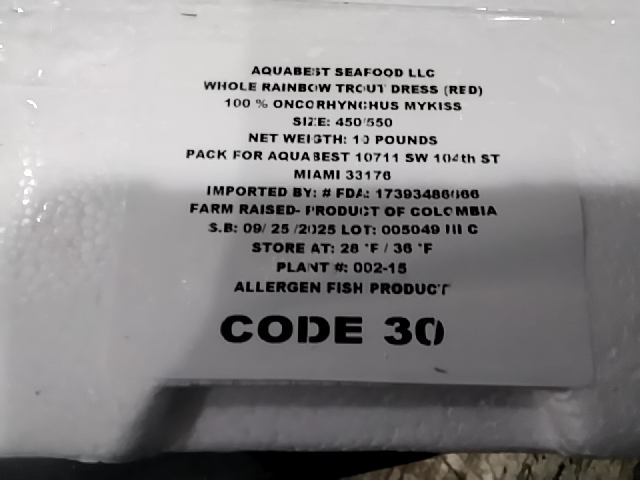 AQUABEST SEAFOOD LLC
WHOLE RAINBOW TROUT DRESS (RED)
100 % ONCORHYNCHUS MYKISS
SIZE: 450/550
NET WEIGTH: 10 POUNDS
PACK FOR AQUABEST 10711 SW 104th ST
MIAMI 33176
IMPORTED BY: # FDA: 17393486666
FARM RAISED- PRODUCT OF COLOMBIA
S.B: 09/ 25 /2025 LOT: 005049 III C
STORE AT: 28 °F / 36 °F
PLANT #: 002-15
ALLERGEN FISH PRODUCT
CODE 30